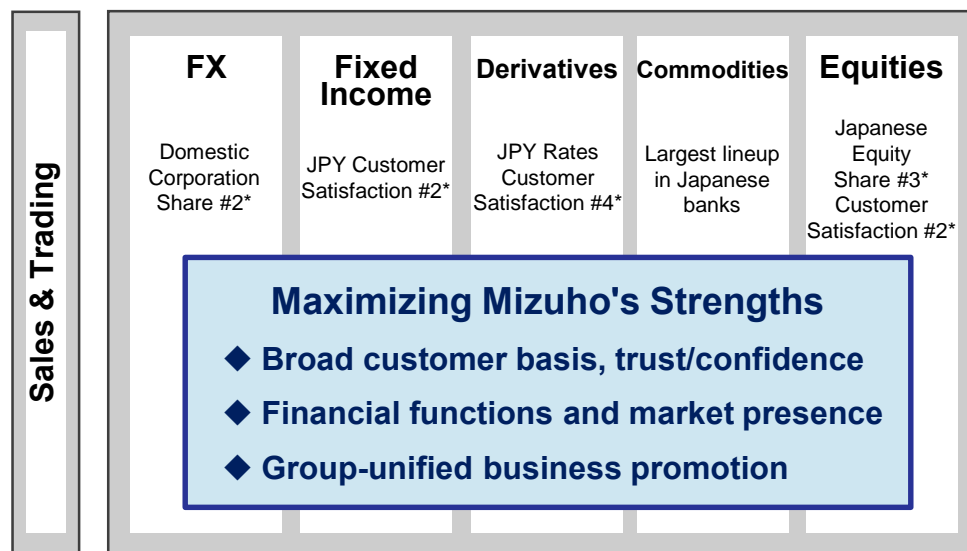 Sales & Trading
FX
Domestic
Corporation
Share #2*
Fixed
Income
JPY Customer
Satisfaction #2*
Derivatives
JPY Rates
Customer
Satisfaction #4*
Commodities
Largest lineup
in Japanese
banks
Equities
Japanese
Equity
Share #3*
Customer
Satisfaction #2*
Maximizing Mizuho's Strengths
◆ Broad customer basis, trust/confidence
◆ Financial functions and market presence
◆ Group-unified business promotion